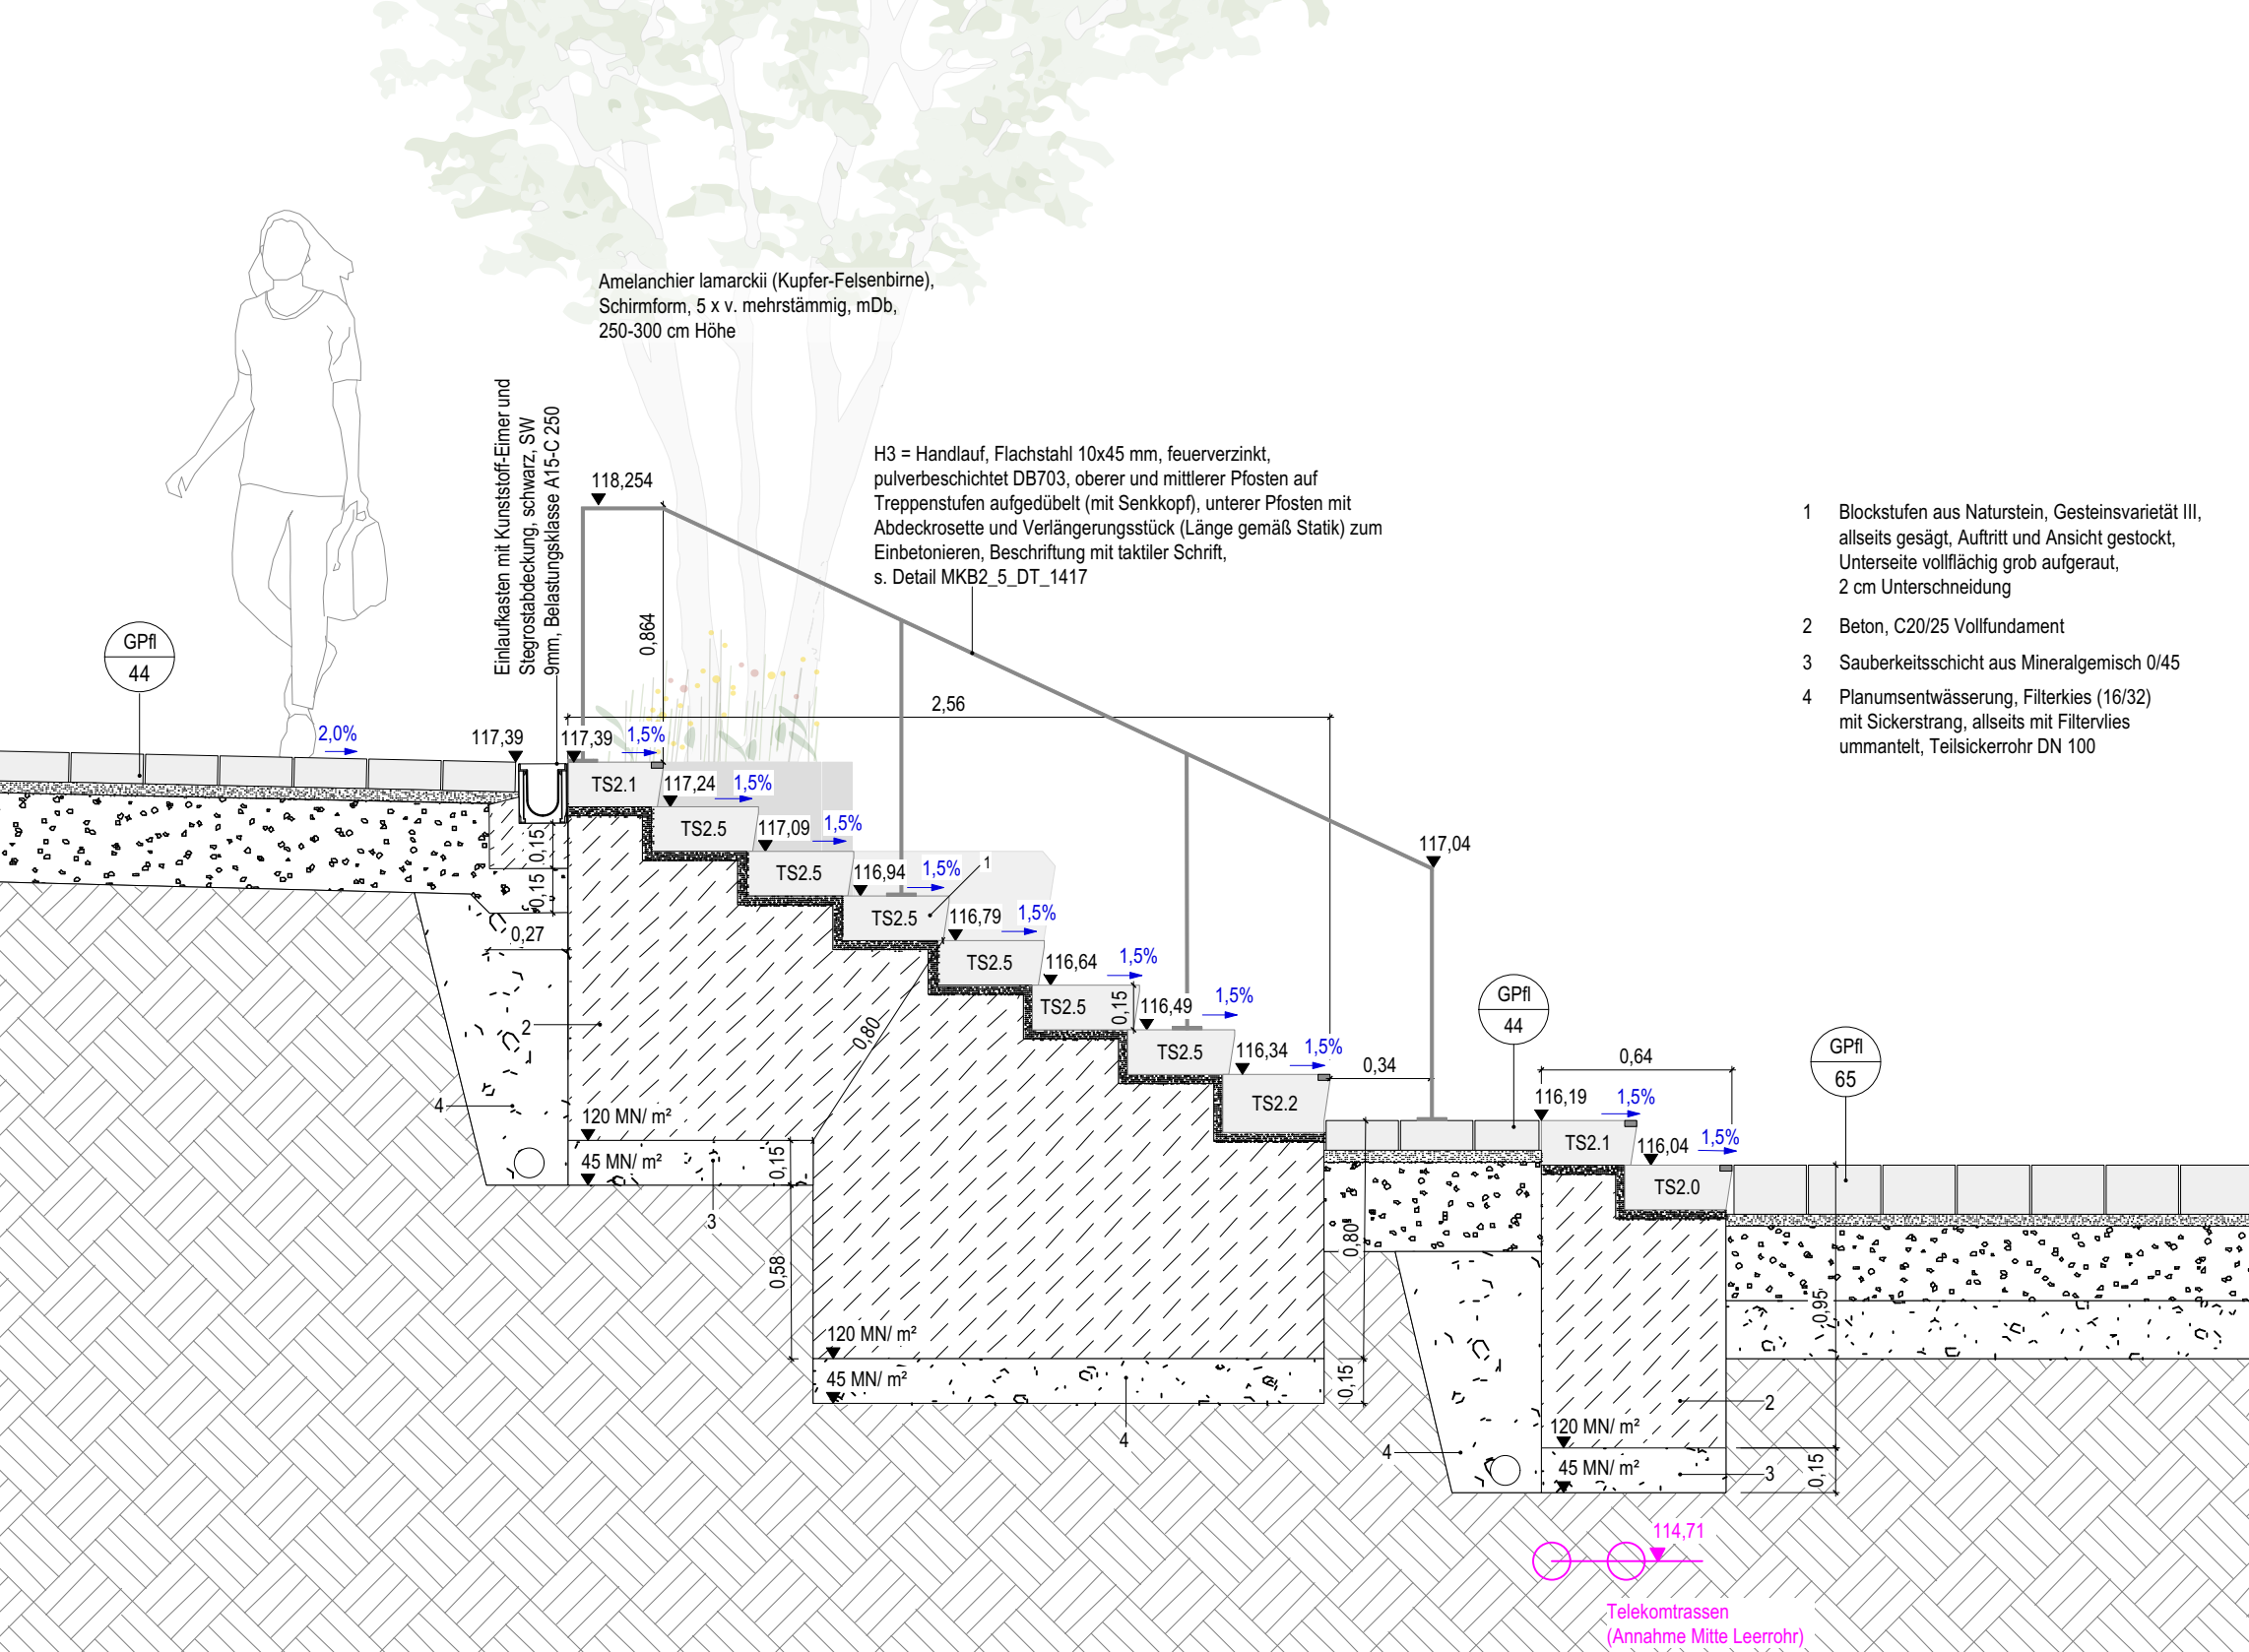 Amelanchier lamarckii (Kupfer-Felsenbirne),
Schirmform, 5 x v. mehrstämmig, mDb,
250-300 cm Höhe
Einlaufkasten mit Kunststoff-Eimer und
Stegrostabdeckung, schwarz, SW
9mm, Belastungsklasse A15-C 250
H3 = Handlauf, Flachstahl 10x45 mm, feuerverzinkt,
pulverbeschichtet DB703, oberer und mittlerer Pfosten auf
Treppenstufen aufgedübelt (mit Senkkopf), unterer Pfosten mit
Abdeckrosette und Verlängerungsstück (Länge gemäß Statik) zum
Einbetonieren, Beschriftung mit taktiler Schrift,
s. Detail MKB2_5_DT_1417
1 Blockstufen aus Naturstein, Gesteinsvarietät III,
allseits gesägt, Auftritt und Ansicht gestockt,
Unterseite vollflächig grob aufgeraut,
2 cm Unterschneidung
2 Beton, C20/25 Vollfundament
3 Sauberkeitsschicht aus Mineralgemisch 0/45
4 Planumsentwässerung, Filterkies (16/32)
mit Sickerstrang, allseits mit Filtervlies
ummantelt, Teilsickerrohr DN 100
118,254
0,864
2,56
GPfl
44
2,0%
117,39
117,39
1,5%
TS2.1
117,24
1,5%
TS2.5
117,09
1,5%
TS2.5
116,94
1,5%
1
TS2.5
116,79
1,5%
TS2.5
116,64
1,5%
TS2.5
0,15
116,49
1,5%
TS2.5
116,34
1,5%
TS2.2
117,04
0,34
GPfl
44
0,64
116,19
1,5%
TS2.1
116,04
1,5%
TS2.0
GPfl
65
0,15
0,15
0,27
2
4
0,80
120 MN/ m²
45 MN/ m²
0,15
3
0,58
120 MN/ m²
45 MN/ m²
4
0,80
0,15
0,95
2
4
120 MN/ m²
45 MN/ m²
3
0,15
114,71
Telekomtrassen
(Annahme Mitte Leerrohr)